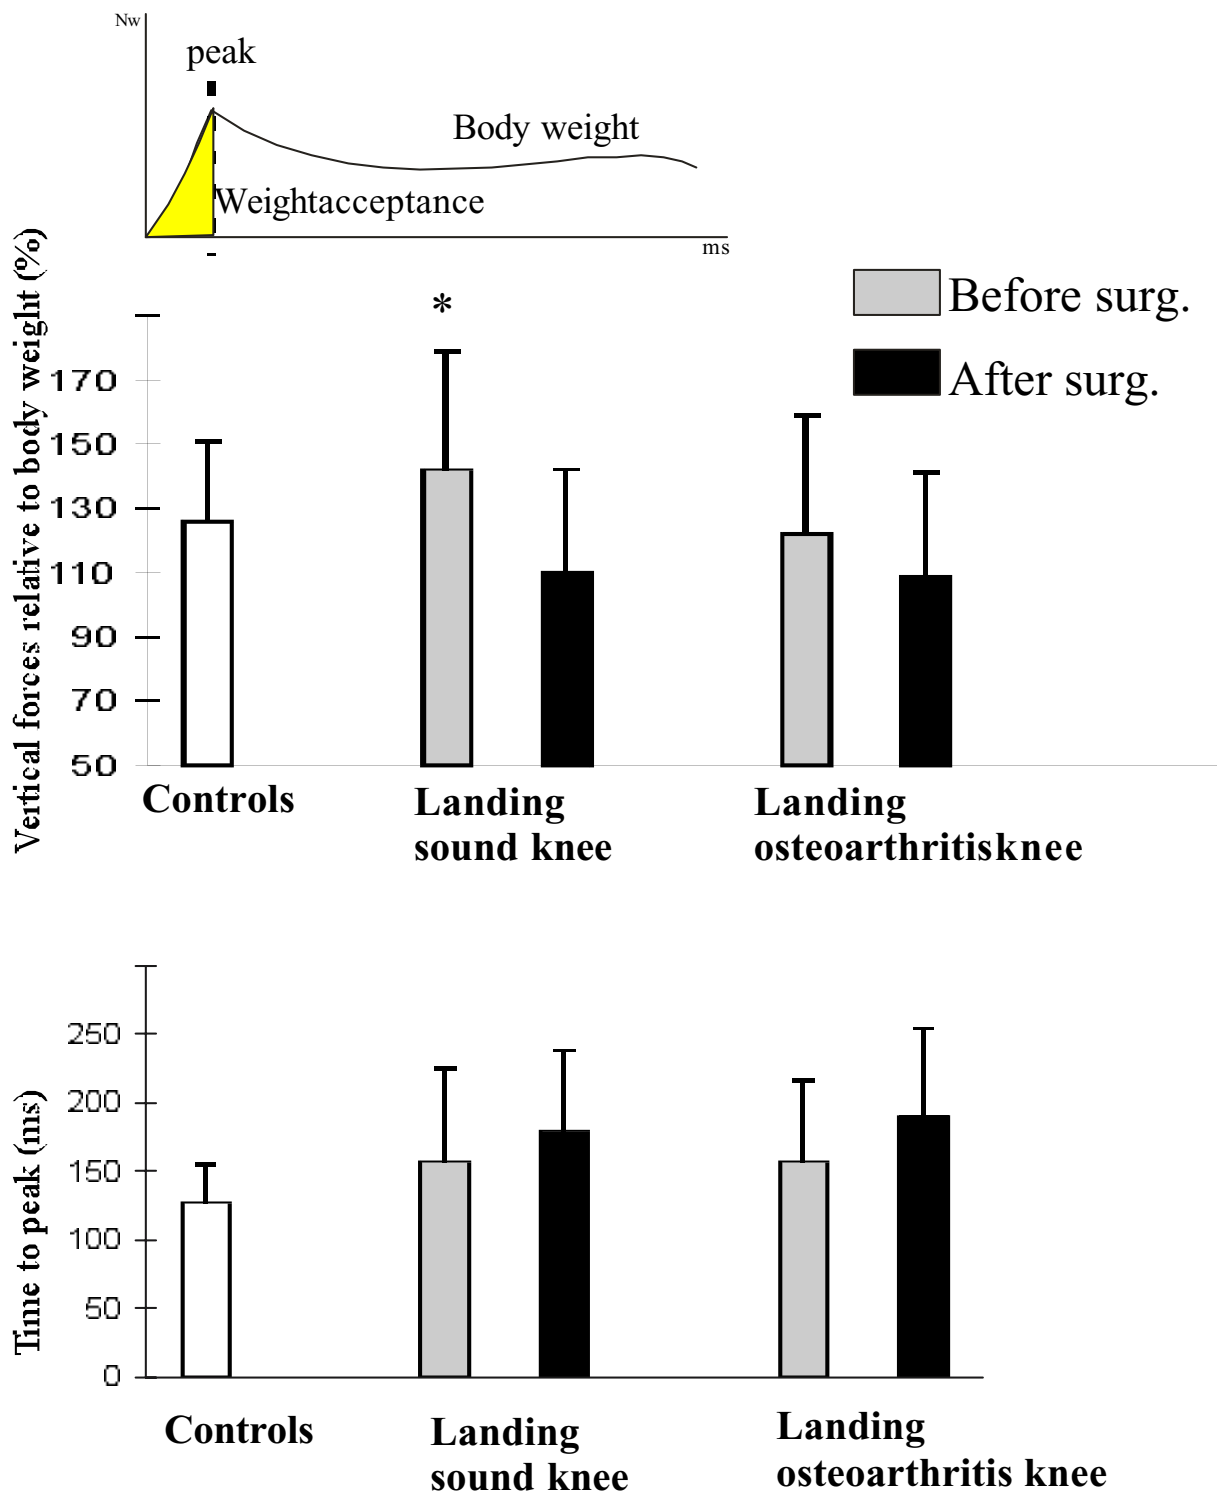 Nw
peak
Body weight
Weightacceptance
ms
Before surg.
After surg.
*
Vertical forces relative to body weight (%)
170
150
130
110
90
70
50
Controls
Landing
sound knee
Landing
osteoarthritisknee
Time to peak (ms)
250
200
150
100
50
0
Controls
Landing
sound knee
Landing
osteoarthritis knee